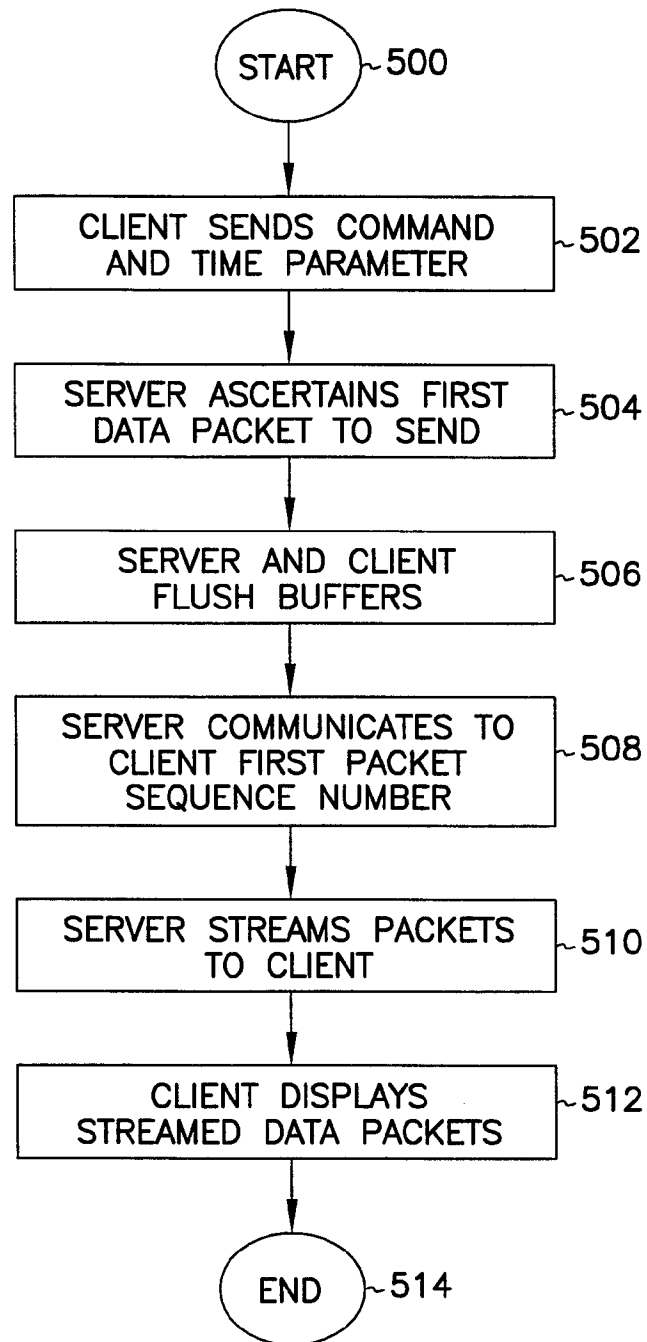 START
500
CLIENT SENDS COMMAND
AND TIME PARAMETER
502
SERVER ASCERTAINS FIRST
DATA PACKET TO SEND
504
SERVER AND CLIENT
FLUSH BUFFERS
506
SERVER COMMUNICATES TO
CLIENT FIRST PACKET
SEQUENCE NUMBER
508
SERVER STREAMS PACKETS
TO CLIENT
510
CLIENT DISPLAYS
STREAMED DATA PACKETS
512
END
514